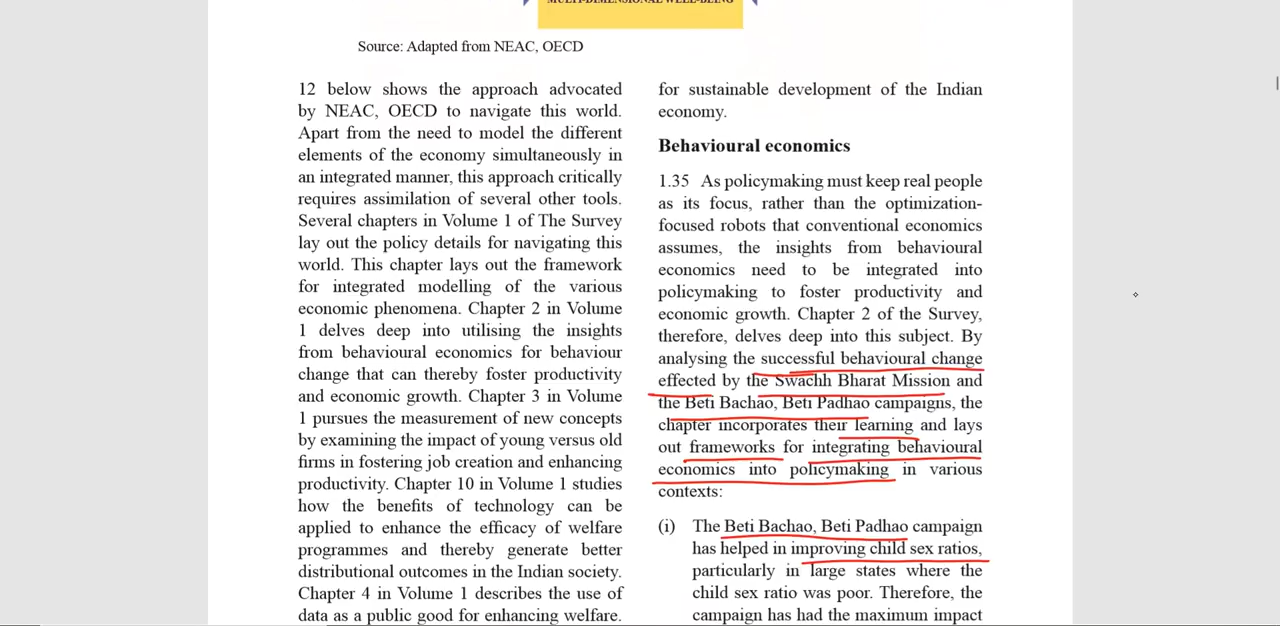 MULTI-DIMENSIONAL WELL-BEING
Source: Adapted from NEAC, OECD
12 below shows the approach advocated
by NEAC, OECD to navigate this world.
Apart from the need to model the different
elements of the economy simultaneously in
an integrated manner, this approach critically
requires assimilation of several other tools.
Several chapters in Volume 1 of The Survey
lay out the policy details for navigating this
world. This chapter lays out the framework
for integrated modelling of the various
economic phenomena. Chapter 2 in Volume
1 delves deep into utilising the insights
from behavioural economics for behaviour
change that can thereby foster productivity
and economic growth. Chapter 3 in Volume
1 pursues the measurement of new concepts
by examining the impact of young versus old
firms in fostering job creation and enhancing
productivity. Chapter 10 in Volume 1 studies
how the benefits of technology can be
applied to enhance the efficacy of welfare
programmes and thereby generate better
distributional outcomes in the Indian society.
Chapter 4 in Volume 1 describes the use of
data as a public good for enhancing welfare.
for sustainable development of the Indian
economy.
Behavioural economics
1.35 As policymaking must keep real people
as its focus, rather than the optimization-
focused robots that conventional economics
assumes, the insights from behavioural
economics need to be integrated into
policymaking to foster productivity and
economic growth. Chapter 2 of the Survey,
therefore, delves deep into this subject. By
analysing the successful behavioural change
effected by the Swachh Bharat Mission and
the Beti Bachao, Beti Padhao campaigns, the
chapter incorporates their learning and lays
out frameworks for integrating behavioural
economics into policymaking in various
contexts:
(i) The Beti Bachao, Beti Padhao campaign
has helped in improving child sex ratios,
particularly in large states where the
child sex ratio was poor. Therefore, the
campaign has had the maximum impact